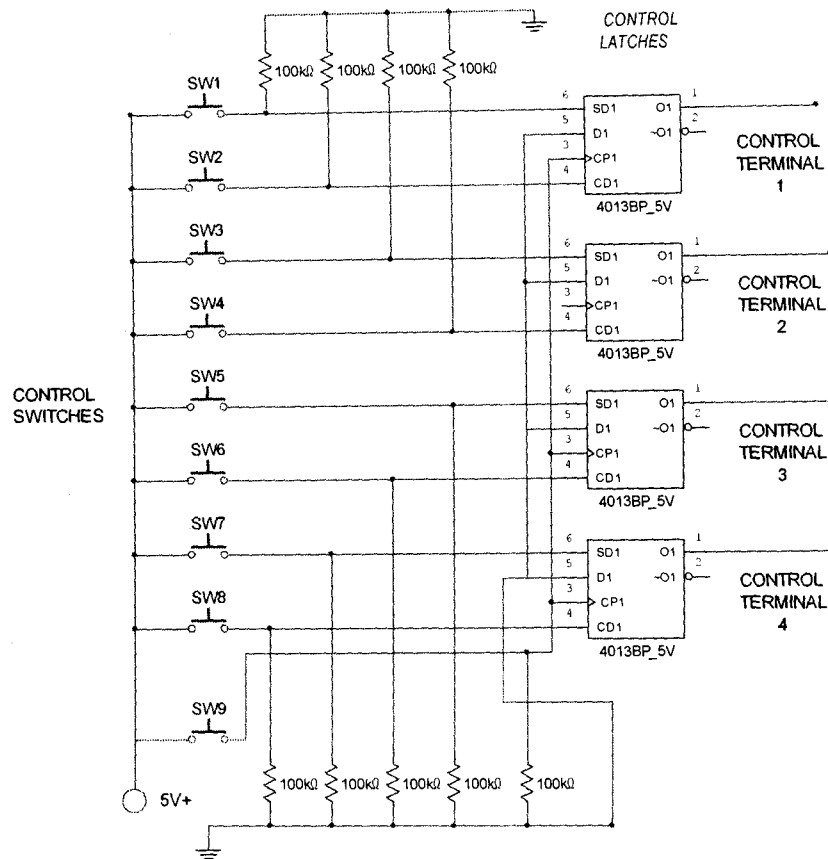 CONTROL
LATCHES
100kΩ 100kΩ 100kΩ 100kΩ
SW1
6 SD1 O1 1
5 D1 ~O1 2
3 CP1
4 CD1
4013BP_5V
CONTROL
TERMINAL
1
SW2
SW3
6 SD1 O1 1
5 D1 ~O1 2
3 CP1
4 CD1
4013BP_5V
CONTROL
TERMINAL
2
SW4
CONTROL
SWITCHES
SW5
6 SD1 O1 1
5 D1 ~O1 2
3 CP1
4 CD1
4013BP_5V
CONTROL
TERMINAL
3
SW6
SW7
6 SD1 O1 1
5 D1 ~O1 2
3 CP1
4 CD1
4013BP_5V
CONTROL
TERMINAL
4
SW8
SW9
100kΩ 100kΩ 100kΩ 100kΩ 100kΩ
5V+